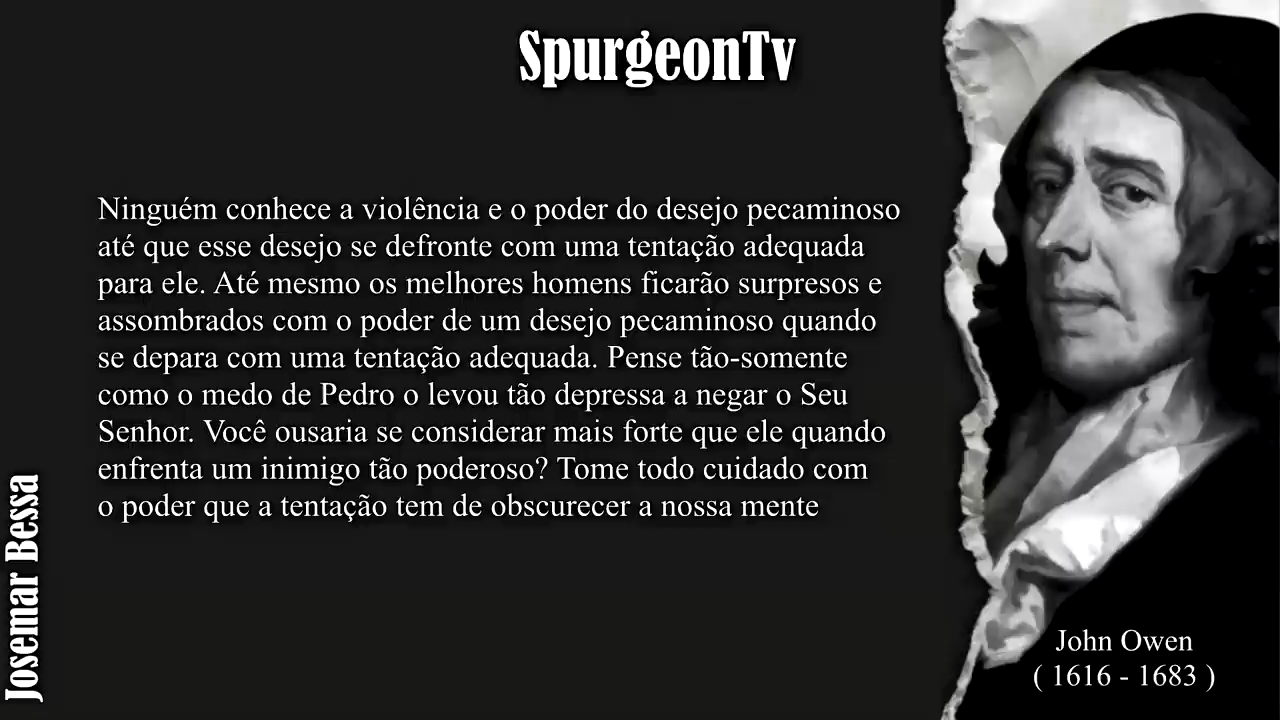 SpurgeonTv
Ninguém conhece a violência e o poder do desejo pecaminoso
até que esse desejo se defronte com uma tentação adequada
para ele. Até mesmo os melhores homens ficarão surpresos e
assombrados com o poder de um desejo pecaminoso quando
se depara com uma tentação adequada. Pense tão-somente
como o medo de Pedro o levou tão depressa a negar o Seu
Senhor. Você ousaria se considerar mais forte que ele quando
enfrenta um inimigo tão poderoso? Tome todo cuidado com
o poder que a tentação tem de obscurecer a nossa mente
Josemar Bessa
John Owen
( 1616 - 1683 )